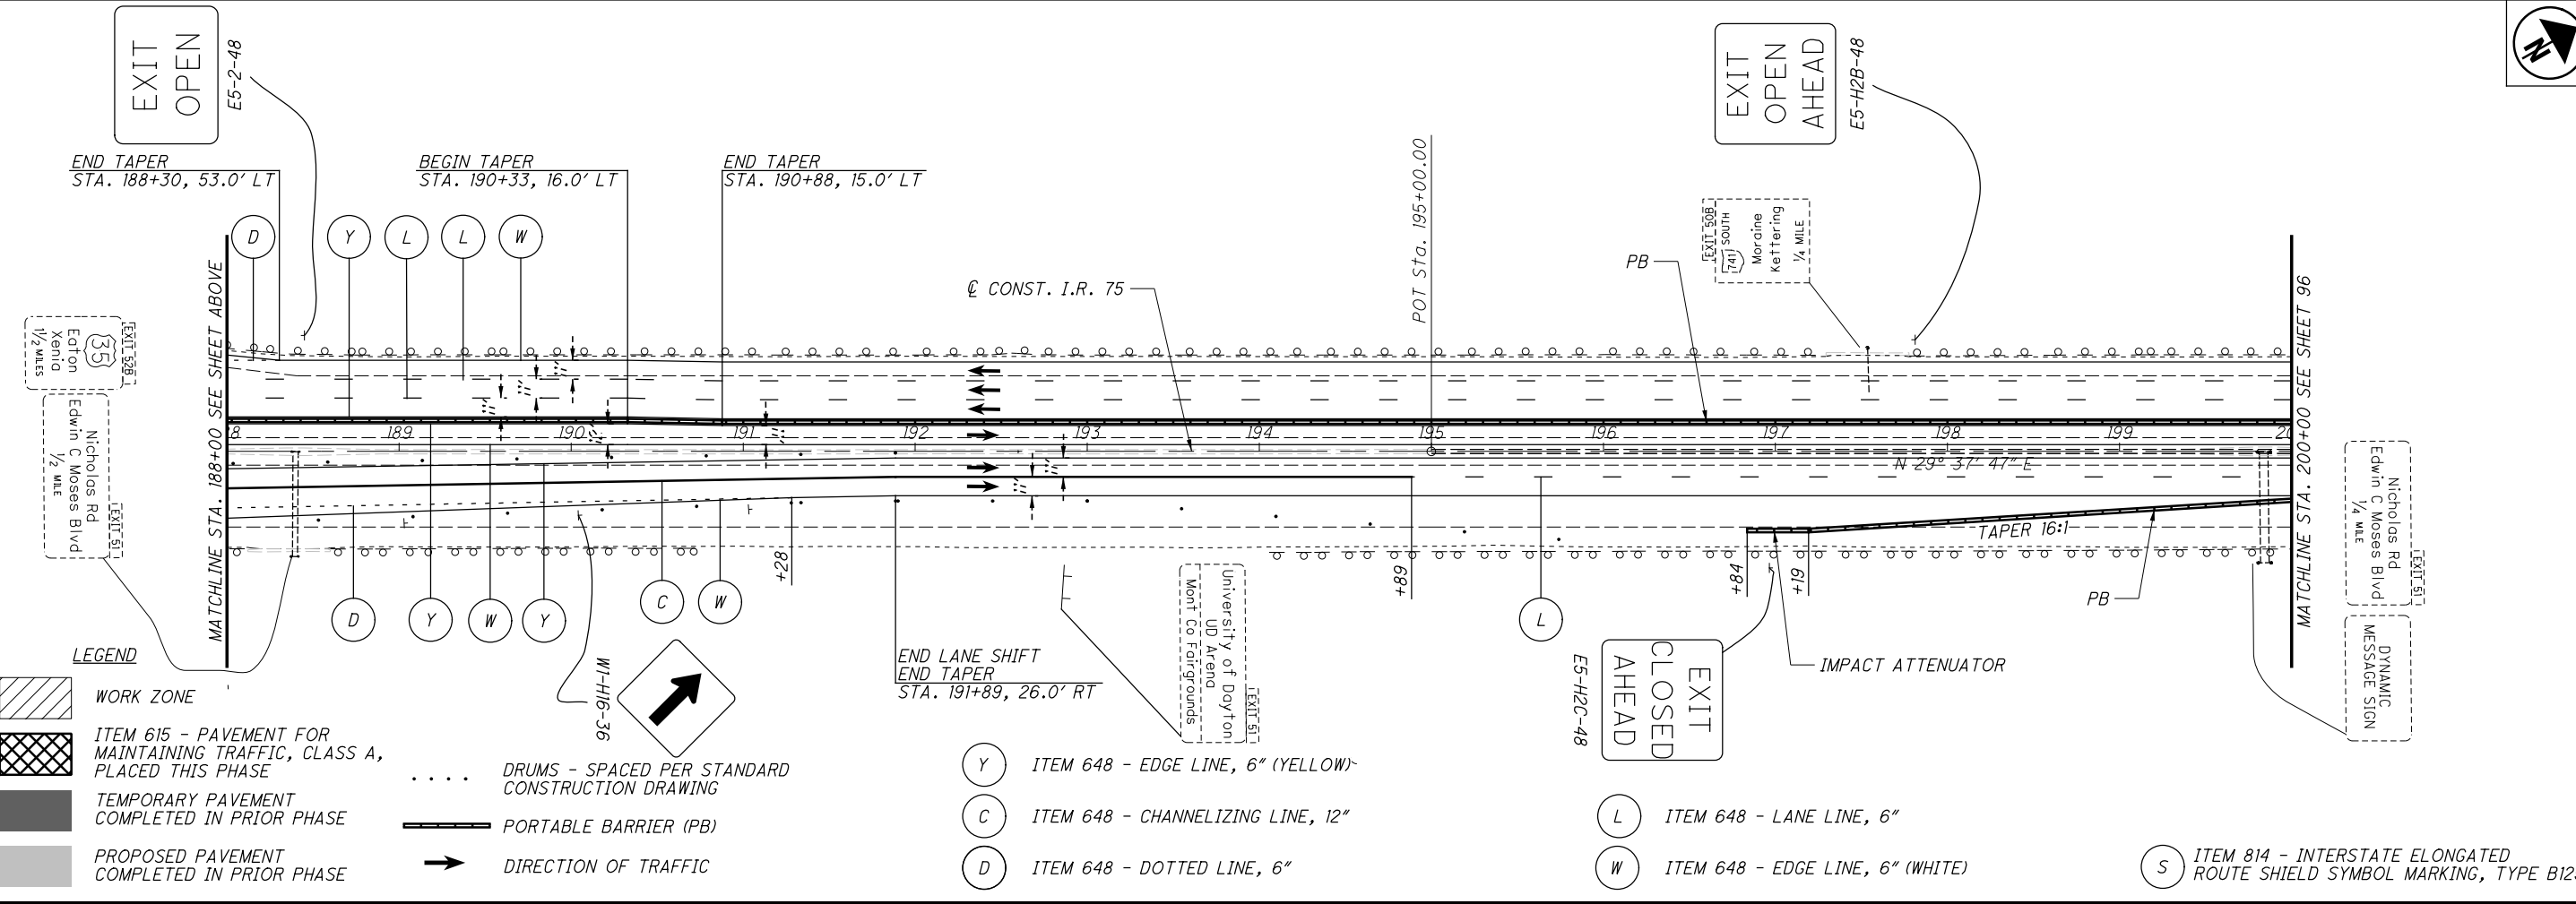 EXIT
OPEN
E5-2-48
EXIT
OPEN
AHEAD
E5-H2B-48
N
END TAPER
STA. 188+30, 53.0' LT
BEGIN TAPER
STA. 190+33, 16.0' LT
END TAPER
STA. 190+88, 15.0' LT
POT Sta. 195+00.00
EXIT 50B
741 SOUTH
Moraine
Kettering
1/4 MILE
D
Y
L
L
W
PB
℄ CONST. I.R. 75
MATCHLINE STA. 188+00 SEE SHEET ABOVE
MATCHLINE STA. 200+00 SEE SHEET 96
EXIT 52B
35
Eaton
Xenia
1 1/2 MILES
EXIT 51
Nicholas Rd
Edwin C Moses Blvd
1/2 MILE
8
189
190
191
192
193
194
195
196
197
198
199
20
N 29° 37' 47" E
TAPER 16:1
EXIT 51
Nicholas Rd
Edwin C Moses Blvd
1/4 MILE
DYNAMIC
MESSAGE SIGN
+28
+89
+84
+19
PB
D
Y
W
Y
C
W
L
W1-H16-36
END LANE SHIFT
END TAPER
STA. 191+89, 26.0' RT
EXIT 51
University of Dayton
UD Arena
Mont Co Fairgrounds
E5-H2C-48
EXIT
CLOSED
AHEAD
IMPACT ATTENUATOR
LEGEND
WORK ZONE
ITEM 615 - PAVEMENT FOR
MAINTAINING TRAFFIC, CLASS A,
PLACED THIS PHASE
TEMPORARY PAVEMENT
COMPLETED IN PRIOR PHASE
PROPOSED PAVEMENT
COMPLETED IN PRIOR PHASE
DRUMS - SPACED PER STANDARD
CONSTRUCTION DRAWING
PORTABLE BARRIER (PB)
DIRECTION OF TRAFFIC
Y ITEM 648 - EDGE LINE, 6" (YELLOW)
C ITEM 648 - CHANNELIZING LINE, 12"
D ITEM 648 - DOTTED LINE, 6"
L ITEM 648 - LANE LINE, 6"
W ITEM 648 - EDGE LINE, 6" (WHITE)
S ITEM 814 - INTERSTATE ELONGATED
ROUTE SHIELD SYMBOL MARKING, TYPE B12